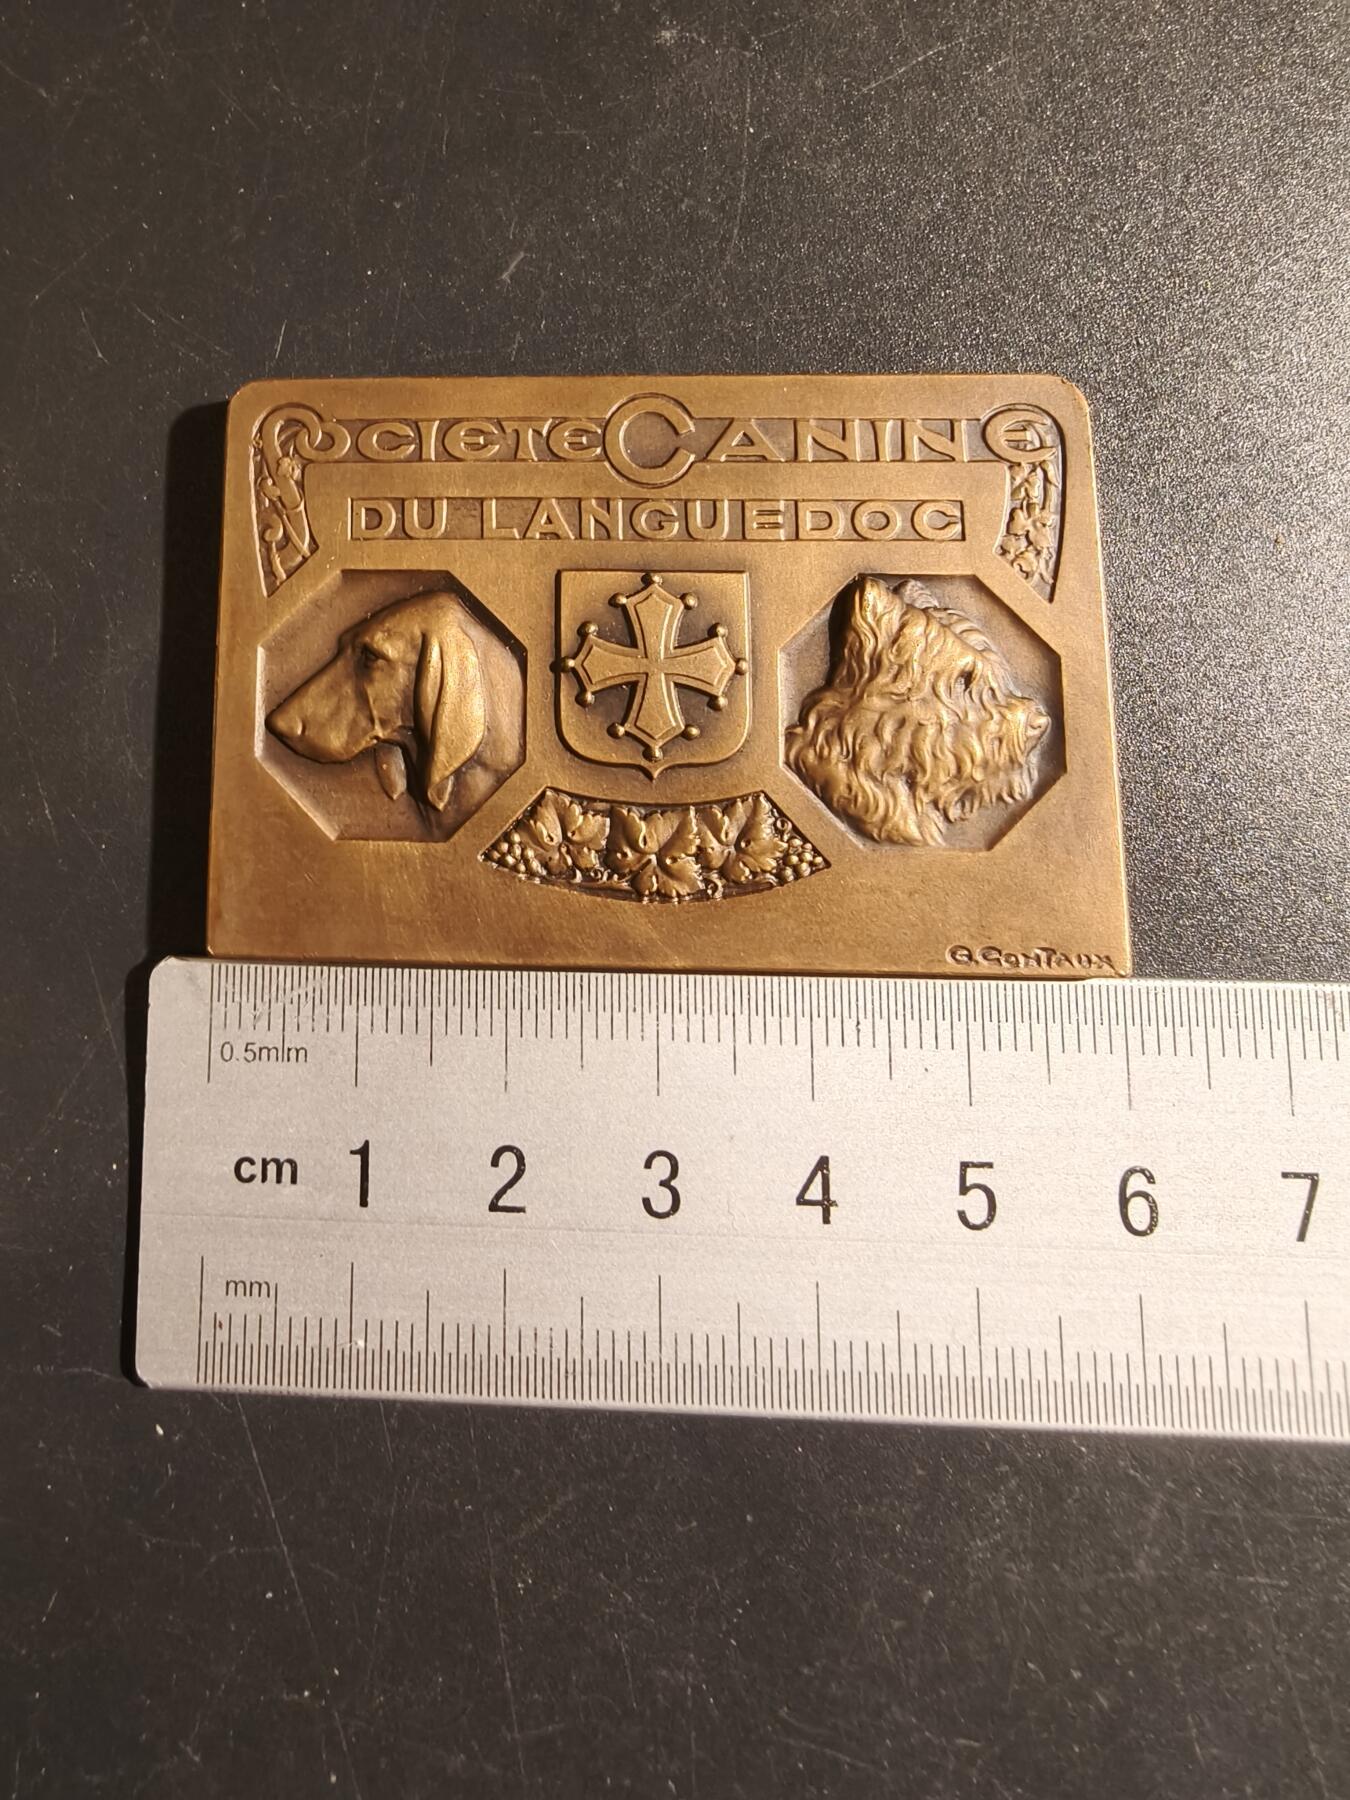 SOCIETE CANINE
DU LANGUEDOC
G. CONTAUX
0.5mm
cm 1 2 3 4 5 6 7
mm